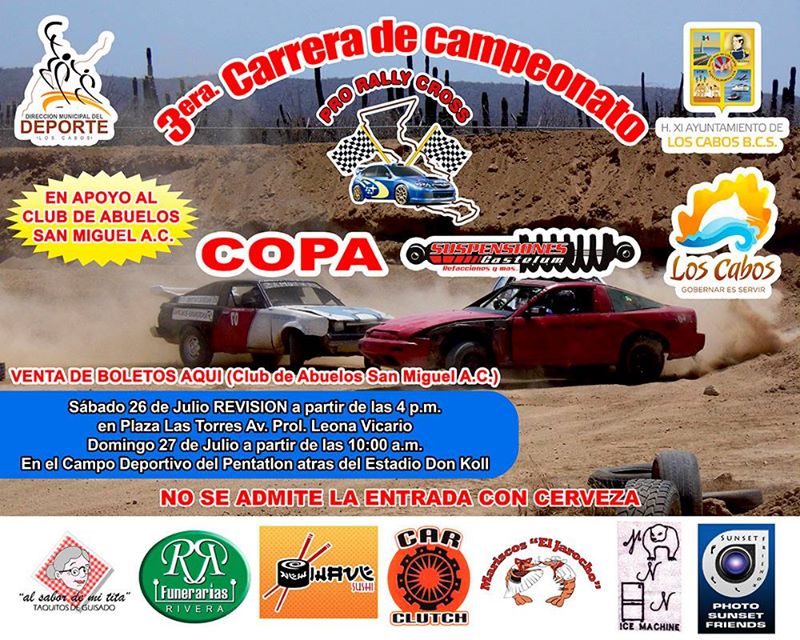 3era. Carrera de campeonato
PRO RALLY CROSS
DIRECCION MUNICIPAL DEL
DEPORTE
LOS CABOS
H. XI AYUNTAMIENTO DE
LOS CABOS B.C.S.
EN APOYO AL
CLUB DE ABUELOS
SAN MIGUEL A.C.
COPA
SUSPENSIONES
Gastelum
Refacciones y mas.
Los Cabos
GOBERNAR ES SERVIR
VENTA DE BOLETOS AQUI (Club de Abuelos San Miguel A.C.)
Sábado 26 de Julio REVISION a partir de las 4 p.m.
en Plaza Las Torres Av. Prol. Leona Vicario
Domingo 27 de Julio a partir de las 10:00 a.m.
En el Campo Deportivo del Pentatlon atras del Estadio Don Koll
NO SE ADMITE LA ENTRADA CON CERVEZA
"al sabor de mi tita"
TAQUITOS DE GUISADO
RR
Funerarias
RIVERA
NEW WAVE
SUSHI
CAR
CLUTCH
Mariscos "El Jarocho"
ICE MACHINE
SUNSET
FRIENDS
PHOTO
SUNSET
FRIENDS